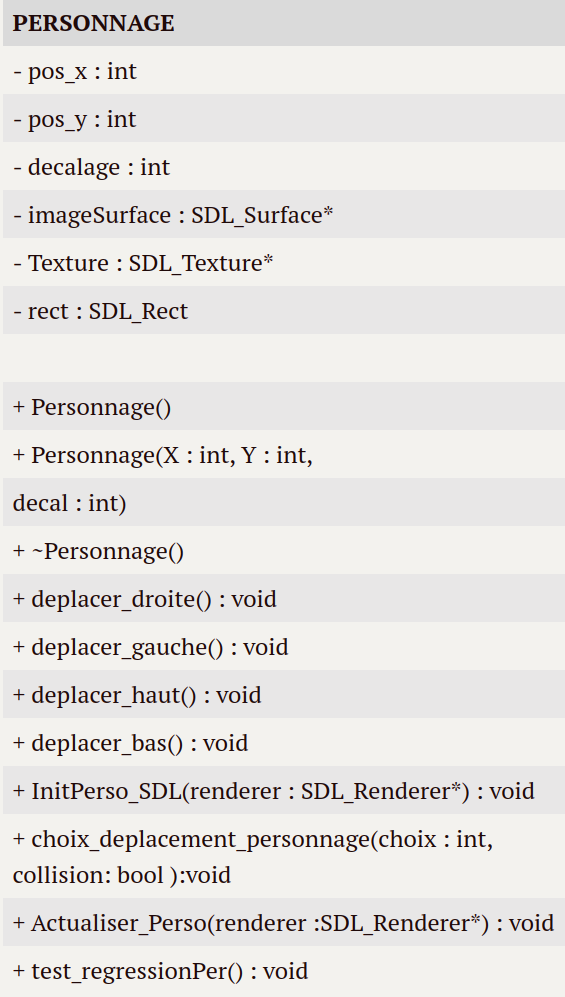 PERSONNAGE
- pos_x : int
- pos_y : int
- decalage : int
- imageSurface : SDL_Surface*
- Texture : SDL_Texture*
- rect : SDL_Rect
+ Personnage()
+ Personnage(X : int, Y : int,
decal : int)
+ ~Personnage()
+ deplacer_droite() : void
+ deplacer_gauche() : void
+ deplacer_haut() : void
+ deplacer_bas() : void
+ InitPerso_SDL(renderer : SDL_Renderer*) : void
+ choix_deplacement_personnage(choix : int,
collision: bool ):void
+ Actualiser_Perso(renderer :SDL_Renderer*) : void
+ test_regressionPer() : void